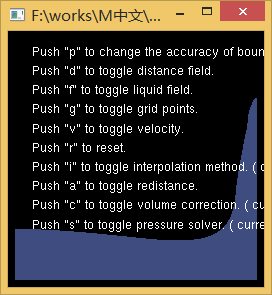 F:\works\M中文\...
Push "p" to change the accuracy of boun
Push "d" to toggle distance field.
Push "f" to toggle liquid field.
Push "g" to toggle grid points.
Push "v" to toggle velocity.
Push "r" to reset.
Push "i" to toggle interpolation method. ( c
Push "a" to toggle redistance.
Push "c" to toggle volume correction. ( cu
Push "s" to toggle pressure solver. ( curre